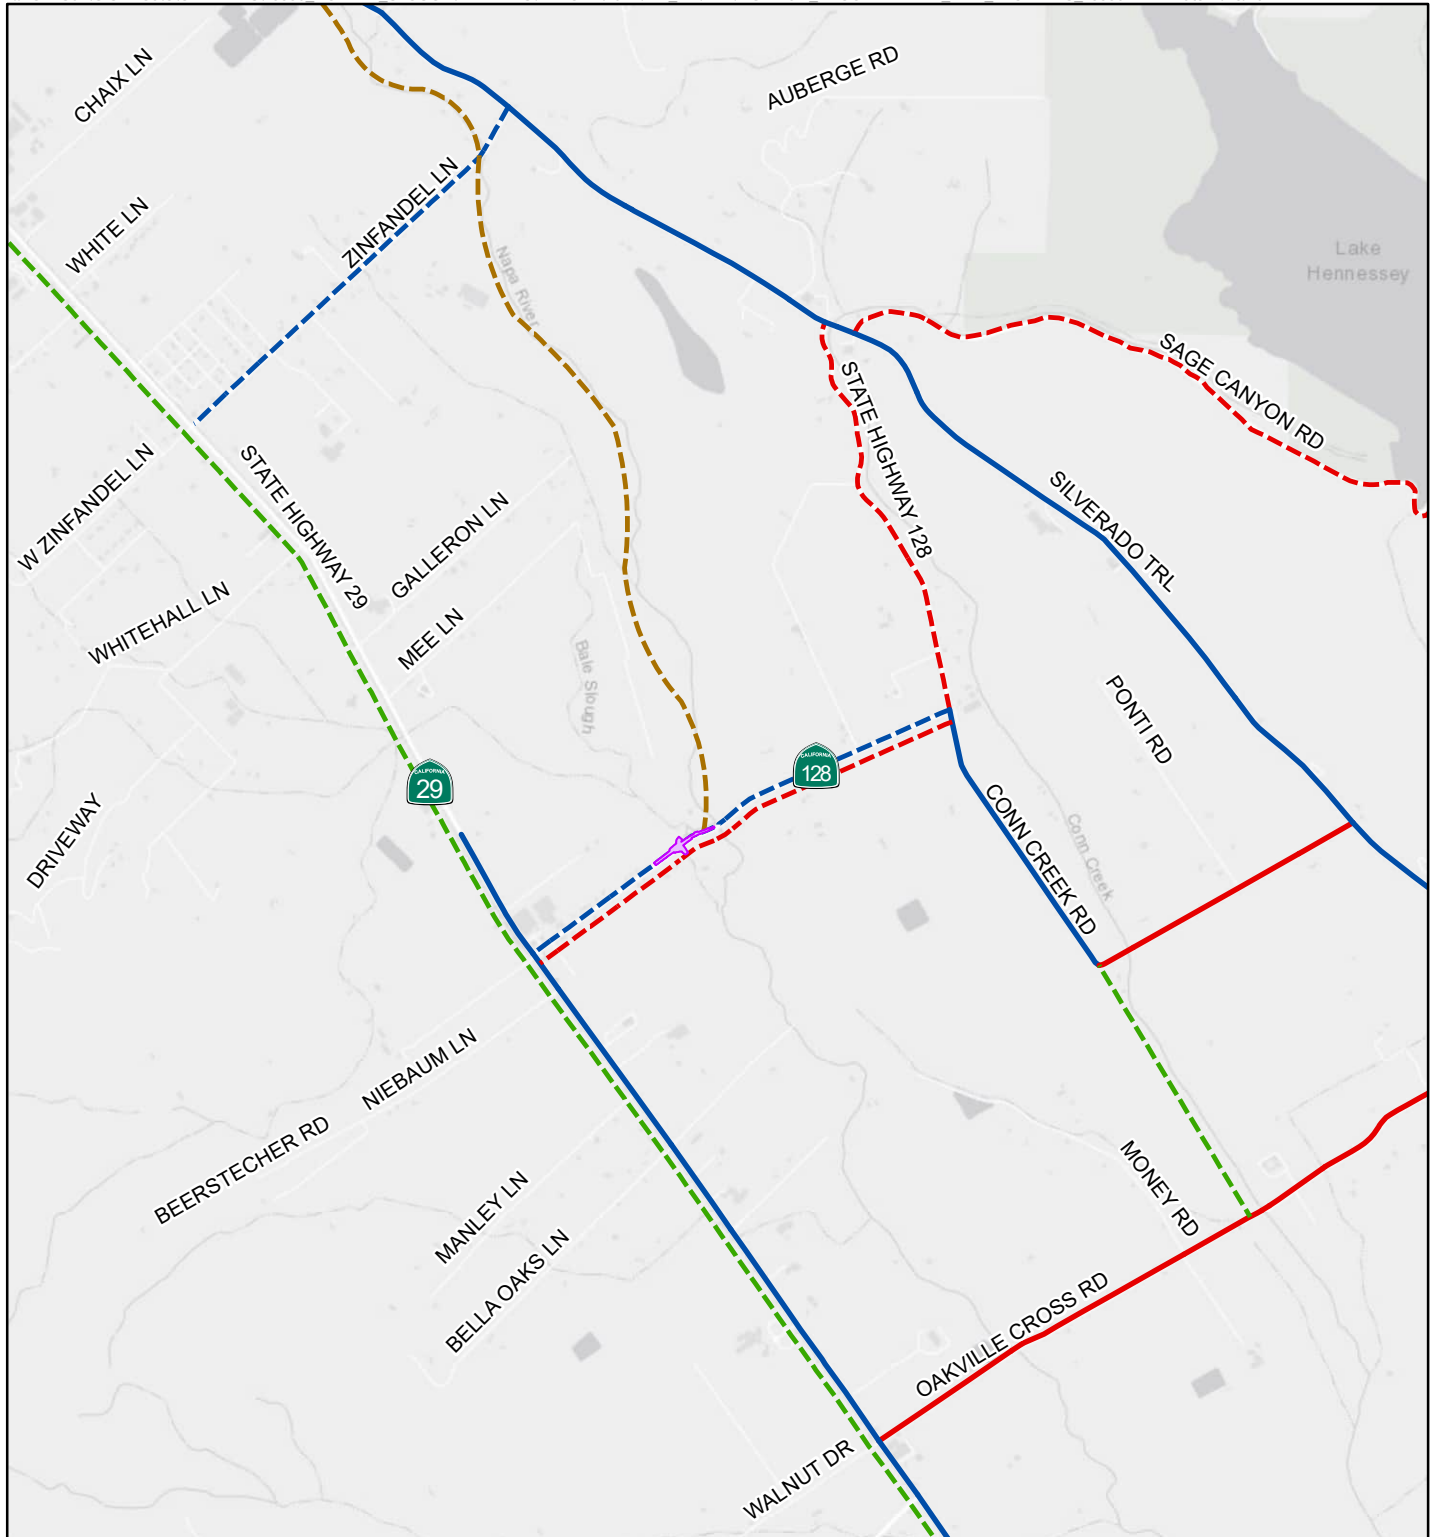 CHAIX LN
AUBERGE RD
ZINFANDEL LN
WHITE LN
Napa River
Lake
Hennessey
SAGE CANYON RD
STATE HIGHWAY 128
W ZINFANDEL LN
STATE HIGHWAY 29
GALLERON LN
SILVERADO TRL
WHITEHALL LN
MEE LN
Bale Slough
PONTI RD
CALIFORNIA
29
CALIFORNIA
128
DRIVEWAY
CONN CREEK RD
Conn Creek
NIEBAUM LN
BEERSTECHER RD
MANLEY LN
MONEY RD
BELLA OAKS LN
OAKVILLE CROSS RD
WALNUT DR